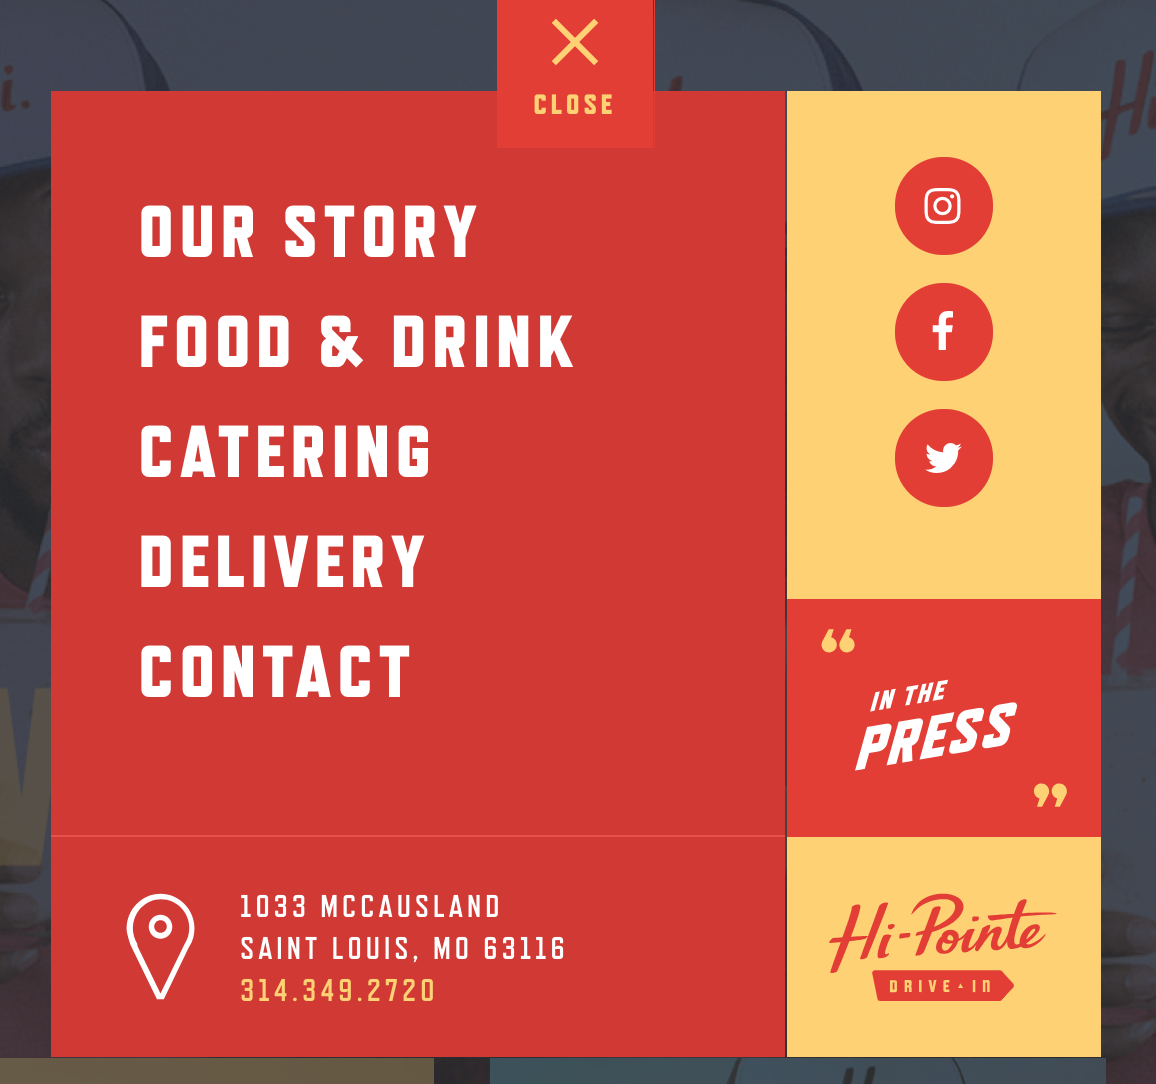 CLOSE
OUR STORY
FOOD & DRINK
CATERING
DELIVERY
CONTACT
1033 MCCAUSLAND
SAINT LOUIS, MO 63116
314.349.2720
“
IN THE
PRESS
”
Hi-Pointe
DRIVE IN